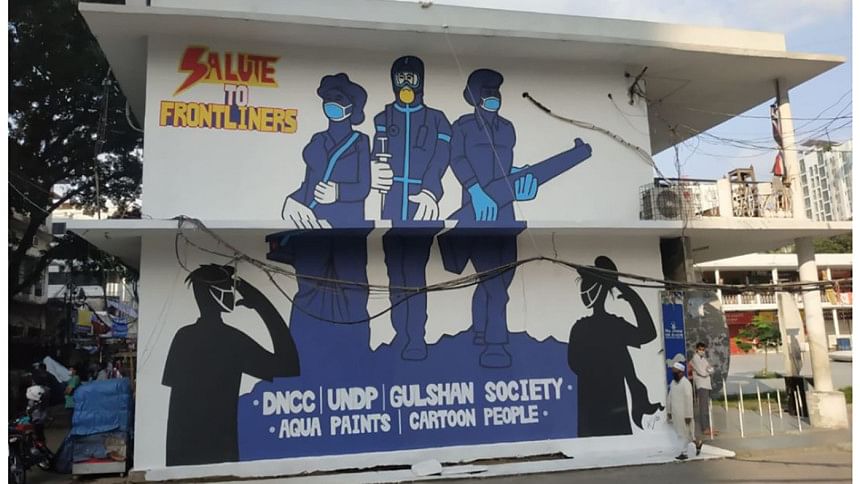 SALUTE
TO
FRONTLINERS
DNCC | UNDP | GULSHAN SOCIETY
AQUA PAINTS | CARTOON PEOPLE